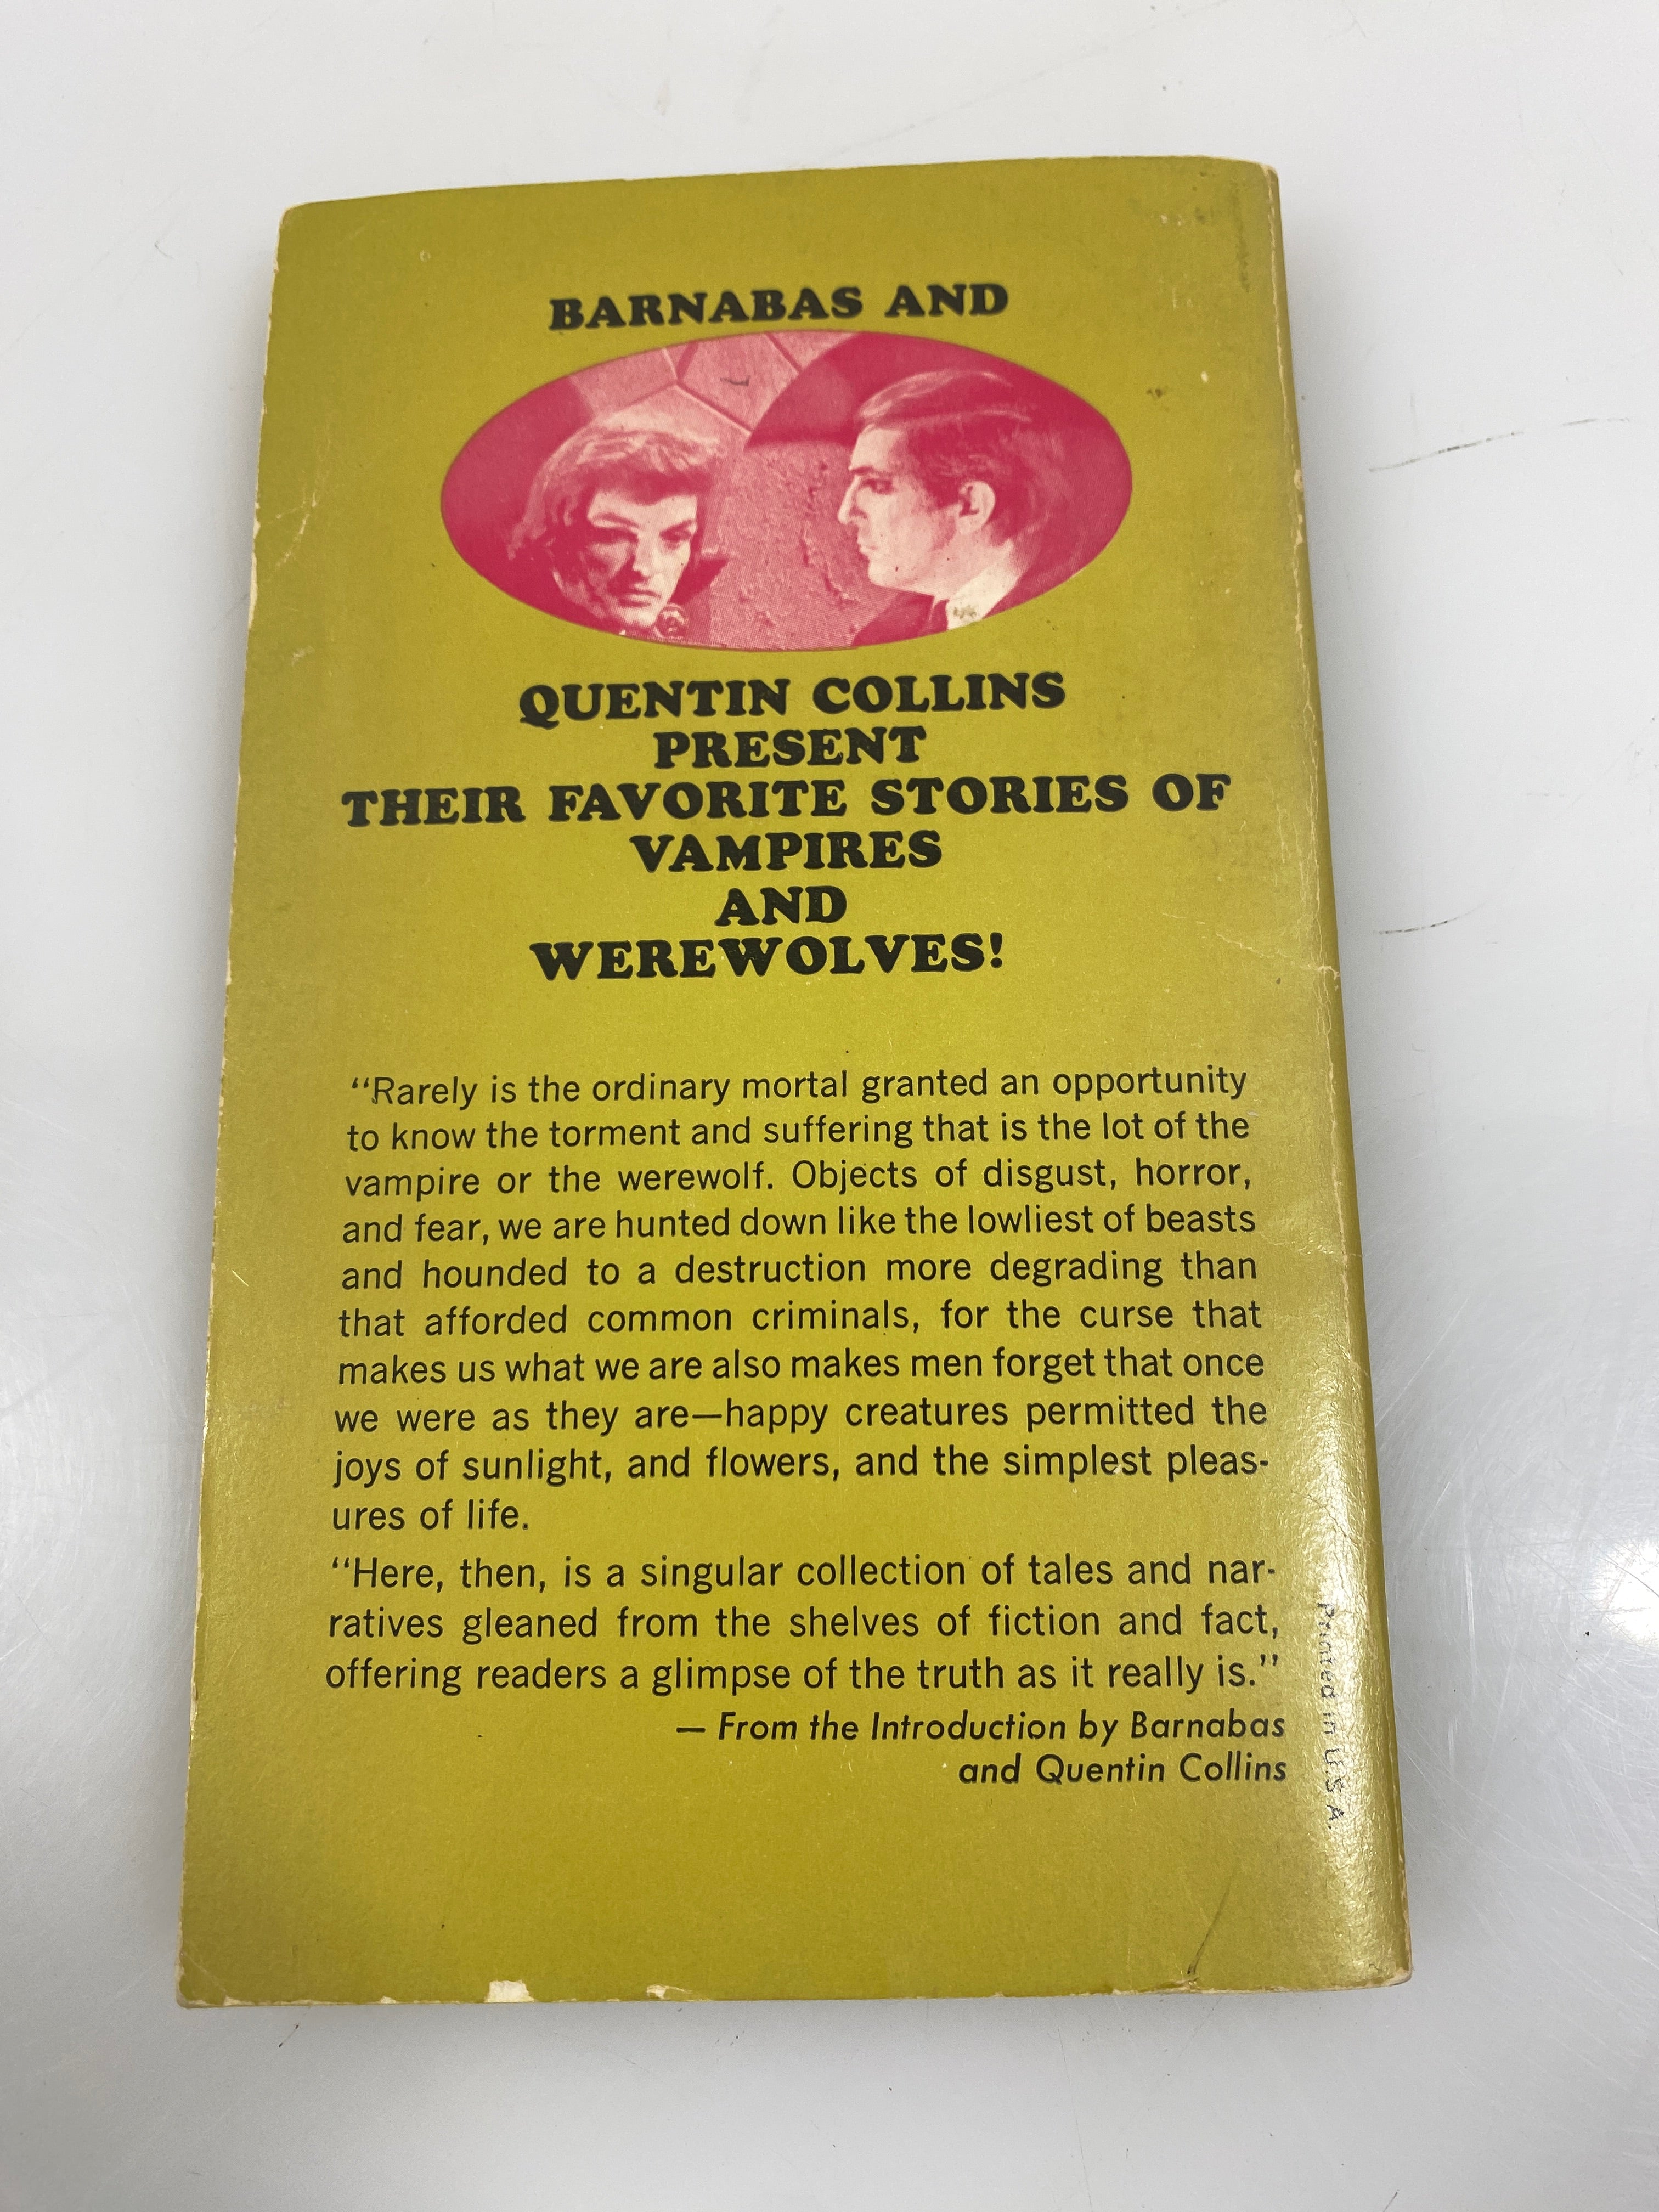 BARNABAS AND
QUENTIN COLLINS
PRESENT
THEIR FAVORITE STORIES OF
VAMPIRES
AND
WEREWOLVES!
“Rarely is the ordinary mortal granted an opportunity
to know the torment and suffering that is the lot of the
vampire or the werewolf. Objects of disgust, horror,
and fear, we are hunted down like the lowliest of beasts
and hounded to a destruction more degrading than
that afforded common criminals, for the curse that
makes us what we are also makes men forget that once
we were as they are—happy creatures permitted the
joys of sunlight, and flowers, and the simplest pleas-
ures of life.
“Here, then, is a singular collection of tales and nar-
ratives gleaned from the shelves of fiction and fact,
offering readers a glimpse of the truth as it really is.”
— From the Introduction by Barnabas
and Quentin Collins
Printed in U.S.A.